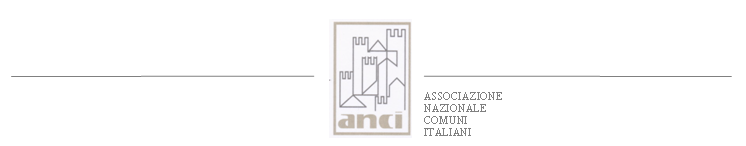 anci
ASSOCIAZIONE
NAZIONALE
COMUNI
ITALIANI